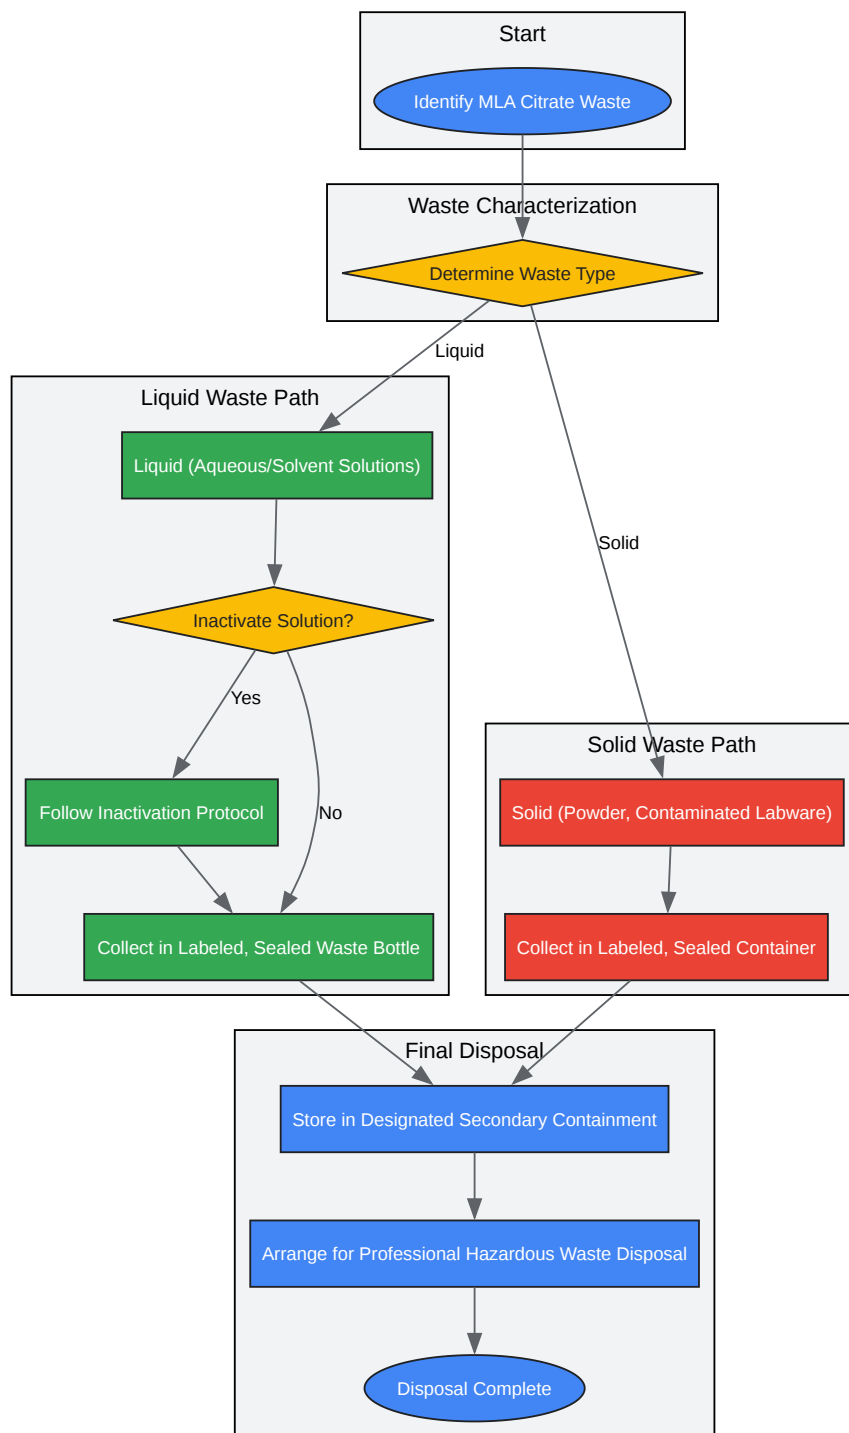 Start
Identify MLA Citrate Waste
Waste Characterization
Determine Waste Type
Liquid
Liquid Waste Path
Liquid (Aqueous/Solvent Solutions)
Solid
Inactivate Solution?
Yes
Solid Waste Path
Follow Inactivation Protocol
No
Solid (Powder, Contaminated Labware)
Collect in Labeled, Sealed Waste Bottle
Collect in Labeled, Sealed Container
Final Disposal
Store in Designated Secondary Containment
Arrange for Professional Hazardous Waste Disposal
Disposal Complete